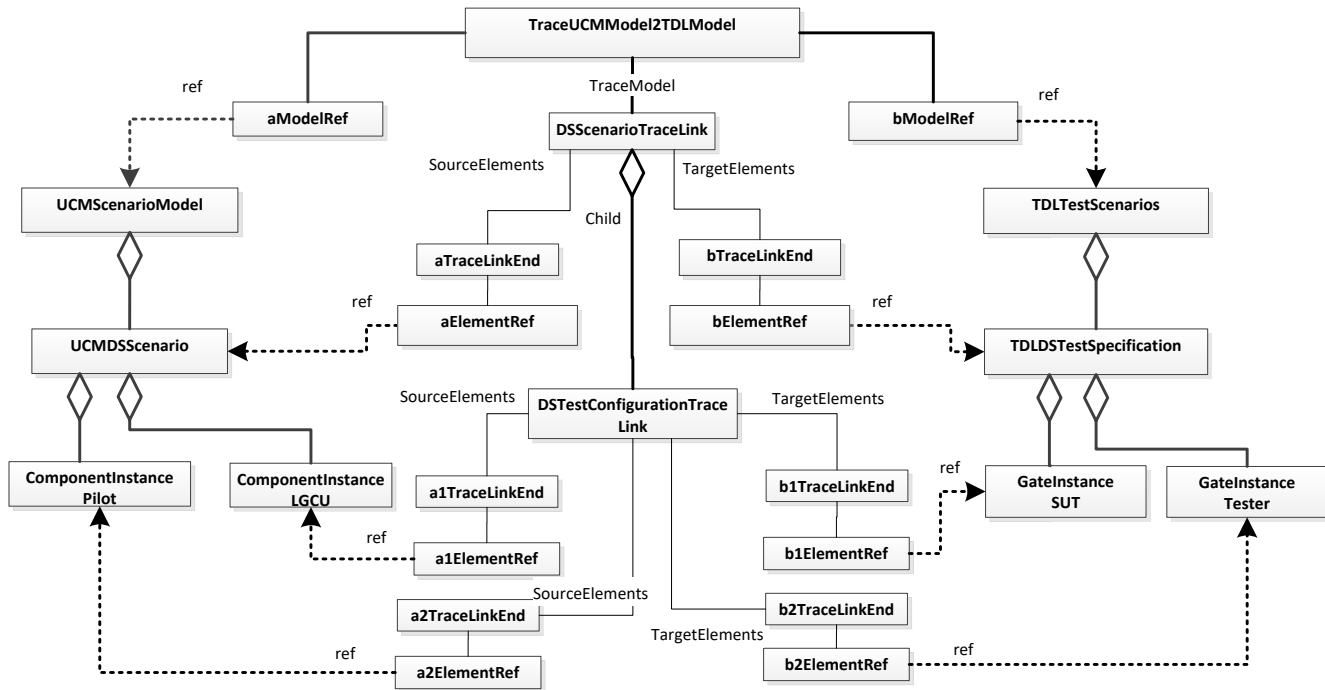 TraceUCMModel2TDLModel
TraceModel
ref
ref
aModelRef
bModelRef
DSScenarioTraceLink
SourceElements
TargetElements
UCMScenarioModel
TDLTestScenarios
Child
aTraceLinkEnd
bTraceLinkEnd
ref
aElementRef
bElementRef
ref
UCMDSScenario
TDLDSTestSpecification
SourceElements
DSTestConfigurationTrace
Link
TargetElements
ComponentInstance
Pilot
ComponentInstance
LGCU
a1TraceLinkEnd
b1TraceLinkEnd
ref
GateInstance
SUT
GateInstance
Tester
ref
a1ElementRef
b1ElementRef
SourceElements
a2TraceLinkEnd
b2TraceLinkEnd
TargetElements
ref
a2ElementRef
b2ElementRef
ref